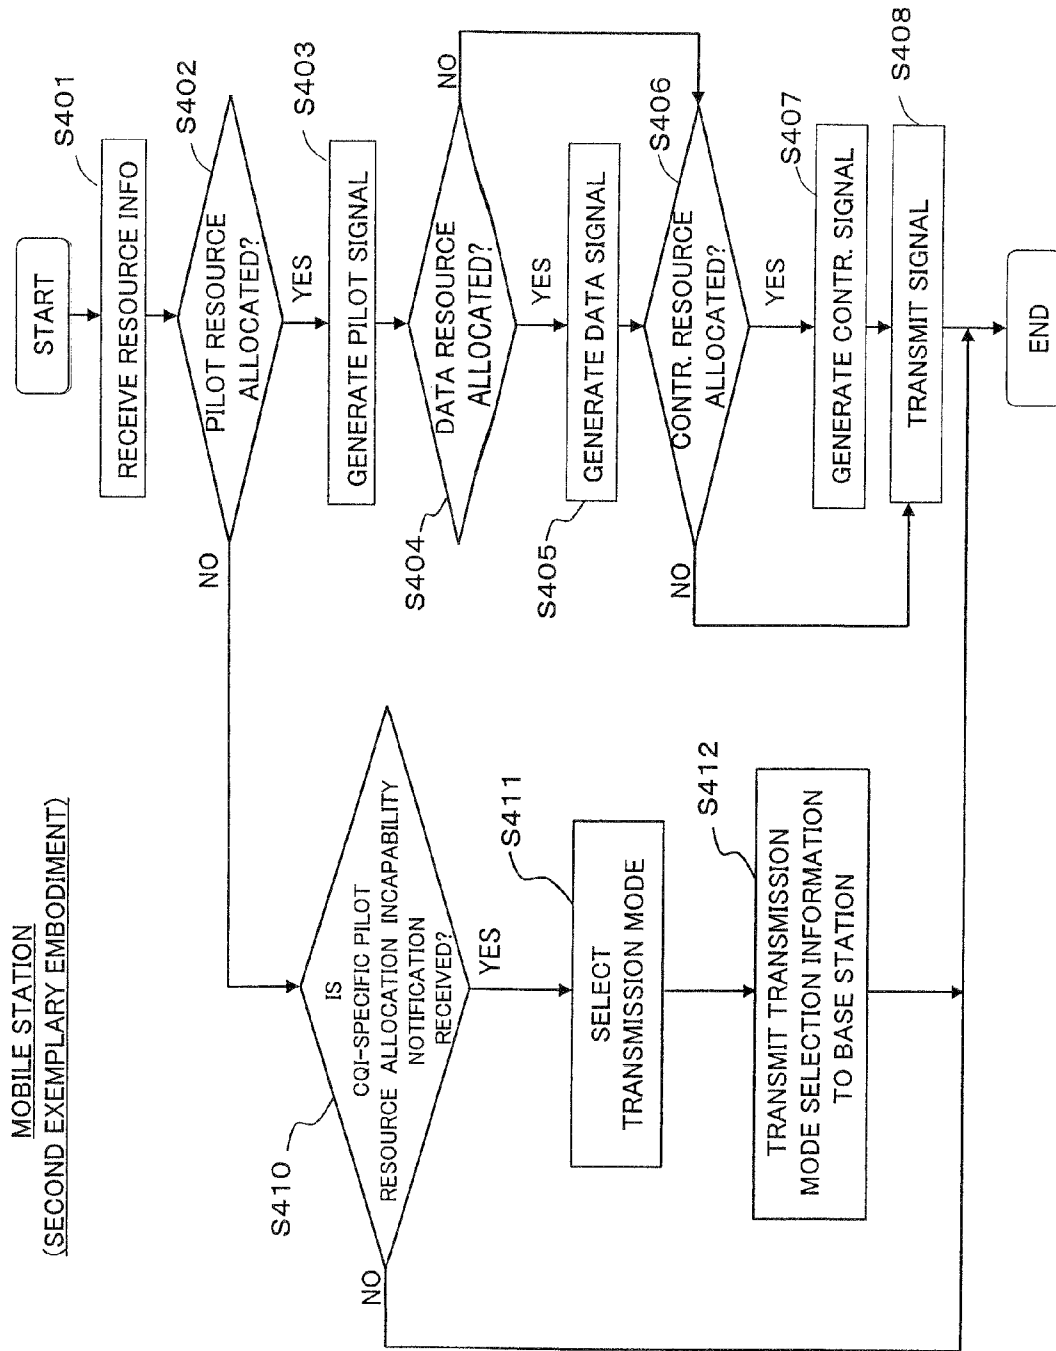 MOBILE STATION
(SECOND EXEMPLARY EMBODIMENT)
START
S401
RECEIVE RESOURCE INFO
S402
PILOT RESOURCE
ALLOCATED?
NO
YES
S403
GENERATE PILOT SIGNAL
S404
DATA RESOURCE
ALLOCATED?
NO
YES
S405
GENERATE DATA SIGNAL
S406
CONTR. RESOURCE
ALLOCATED?
NO
YES
S407
GENERATE CONTR. SIGNAL
S408
TRANSMIT SIGNAL
END
S410
IS
CQI-SPECIFIC PILOT
RESOURCE ALLOCATION INCAPABILITY
NOTIFICATION
RECEIVED?
NO
YES
S411
SELECT
TRANSMISSION MODE
S412
TRANSMIT TRANSMISSION
MODE SELECTION INFORMATION
TO BASE STATION